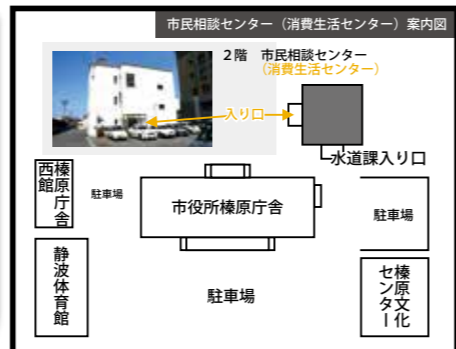 市民相談センター（消費生活センター）案内図
2階　市民相談センター
（消費生活センター）
入り口
水道課入り口
榛原庁舎
西館
駐車場
市役所榛原庁舎
駐車場
静波体育館
駐車場
榛原文化
センター